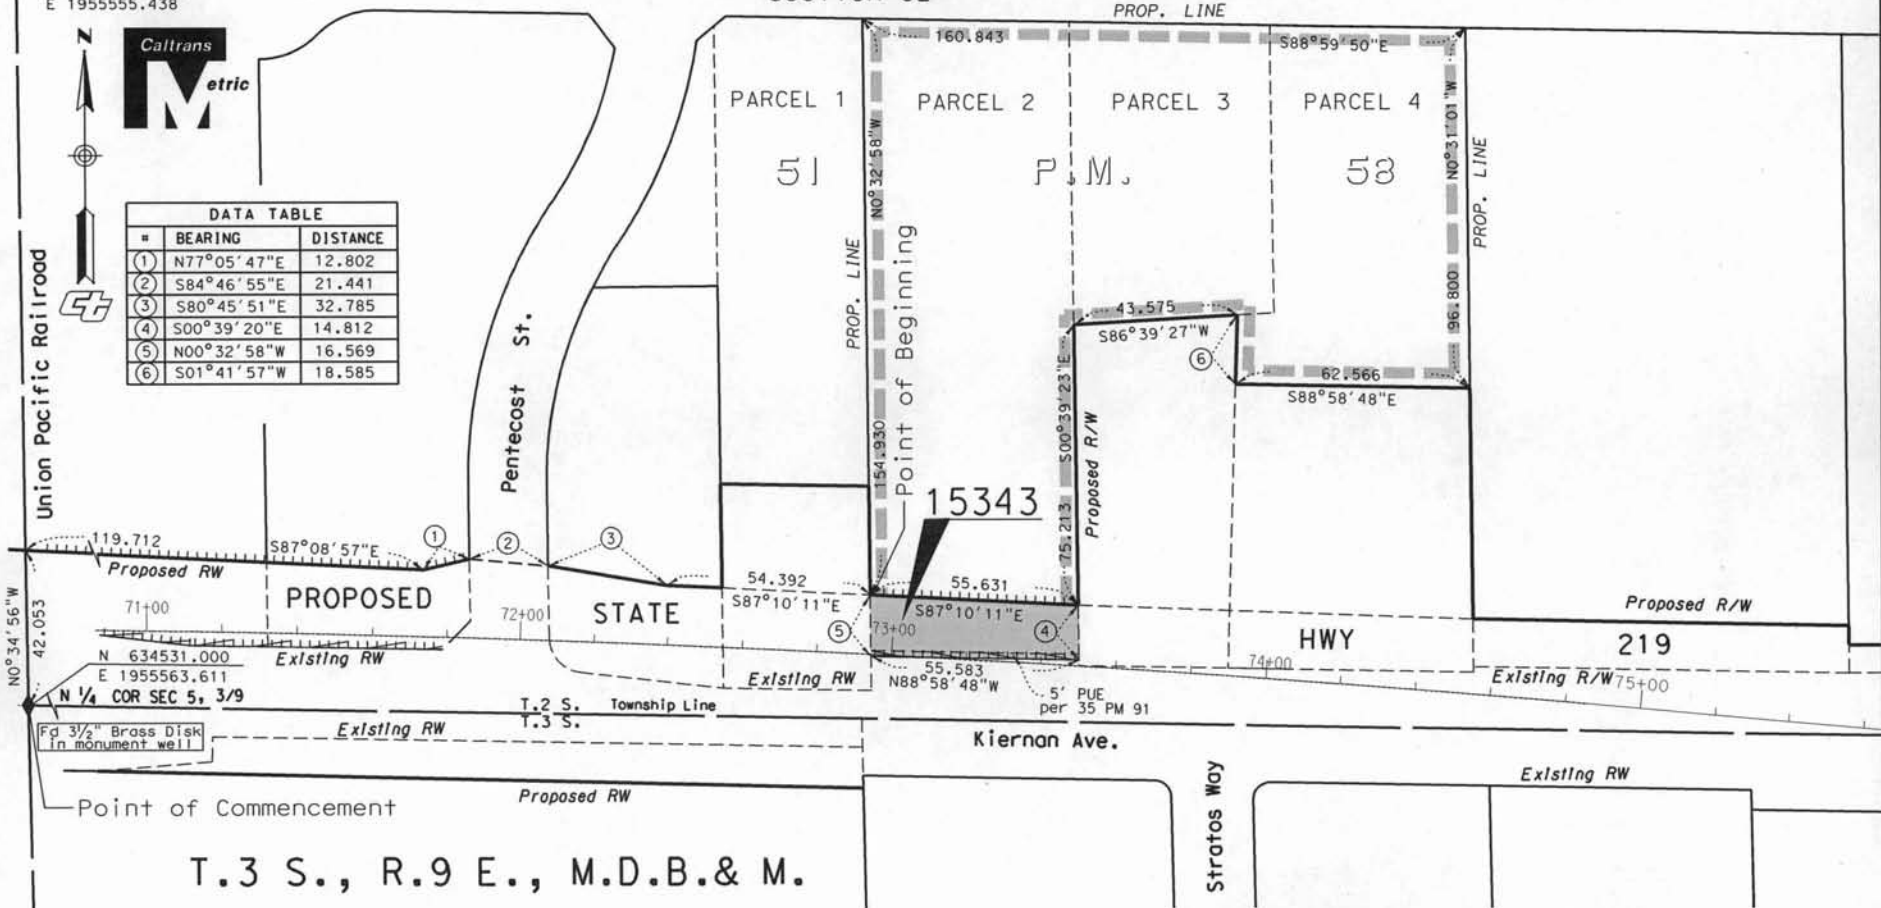 E 1955555.438
PROP. LINE
N
Caltrans
Metric
160.843
S88°59'50"E
PARCEL 1
PARCEL 2
PARCEL 3
PARCEL 4
51
P.M.
58
N0°32'58"W
N0°31'01"W
PROP. LINE
PROP. LINE
DATA TABLE
# BEARING DISTANCE
1 N77°05'47"E 12.802
2 S84°46'55"E 21.441
3 S80°45'51"E 32.785
4 S00°39'20"E 14.812
5 N00°32'58"W 16.569
6 S01°41'57"W 18.585
ct
Union Pacific Railroad
Pentecost St.
Point of Beginning
154.930
43.575
S86°39'27"W
6
96.800
62.566
S88°58'48"E
S00°39'23"E
75.213
Proposed R/W
15343
119.712
S87°08'57"E
1
2
3
Proposed RW
54.392
S87°10'11"E
55.631
S87°10'11"E
N0°34'56"W
42.053
71+00
PROPOSED
72+00
STATE
5
73+00
4
HWY
74+00
Proposed R/W
219
Existing R/W
75+00
N 634531.000
E 1955563.611
Existing RW
Existing RW
55.583
N88°58'48"W
5' PUE
per 35 PM 91
N 1/4 COR SEC 5, 3/9
T.2 S. Township Line
T.3 S.
Fd 3½" Brass Disk
in monument well
Existing RW
Kiernan Ave.
Existing RW
Proposed RW
Point of Commencement
Stratos Way
T.3 S., R.9 E., M.D.B.& M.